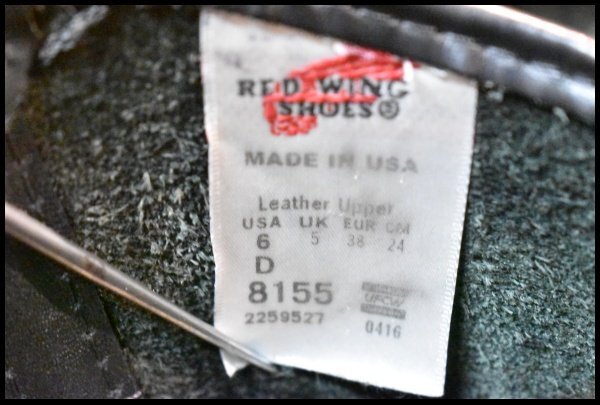 RED WING
SHOES®
MADE IN USA
Leather Upper
USA UK EUR CM
6 5 38 24
D
8155
UFCW
2259527
0416